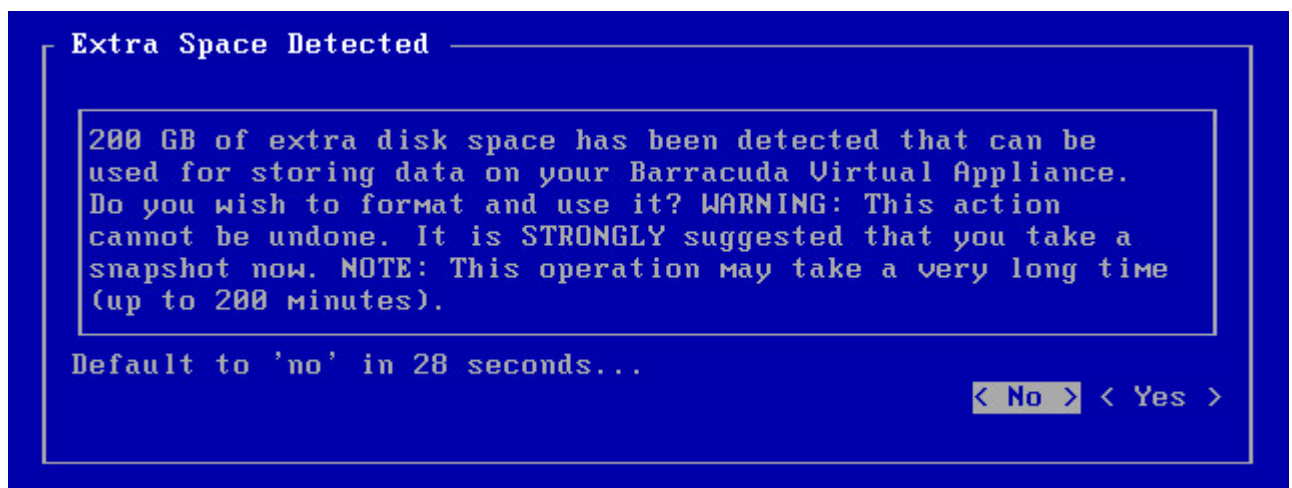 Extra Space Detected
200 GB of extra disk space has been detected that can be
used for storing data on your Barracuda Virtual Appliance.
Do you wish to format and use it? WARNING: This action
cannot be undone. It is STRONGLY suggested that you take a
snapshot now. NOTE: This operation may take a very long time
(up to 200 minutes).
Default to 'no' in 28 seconds...
< No > < Yes >